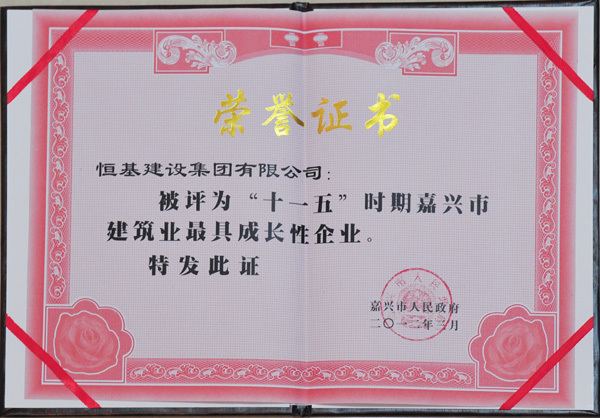 荣誉证书
恒基建设集团有限公司：
被评为“十一五”时期嘉兴市
建筑业最具成长性企业。
特发此证
嘉兴市人民政府
二〇一二年三月